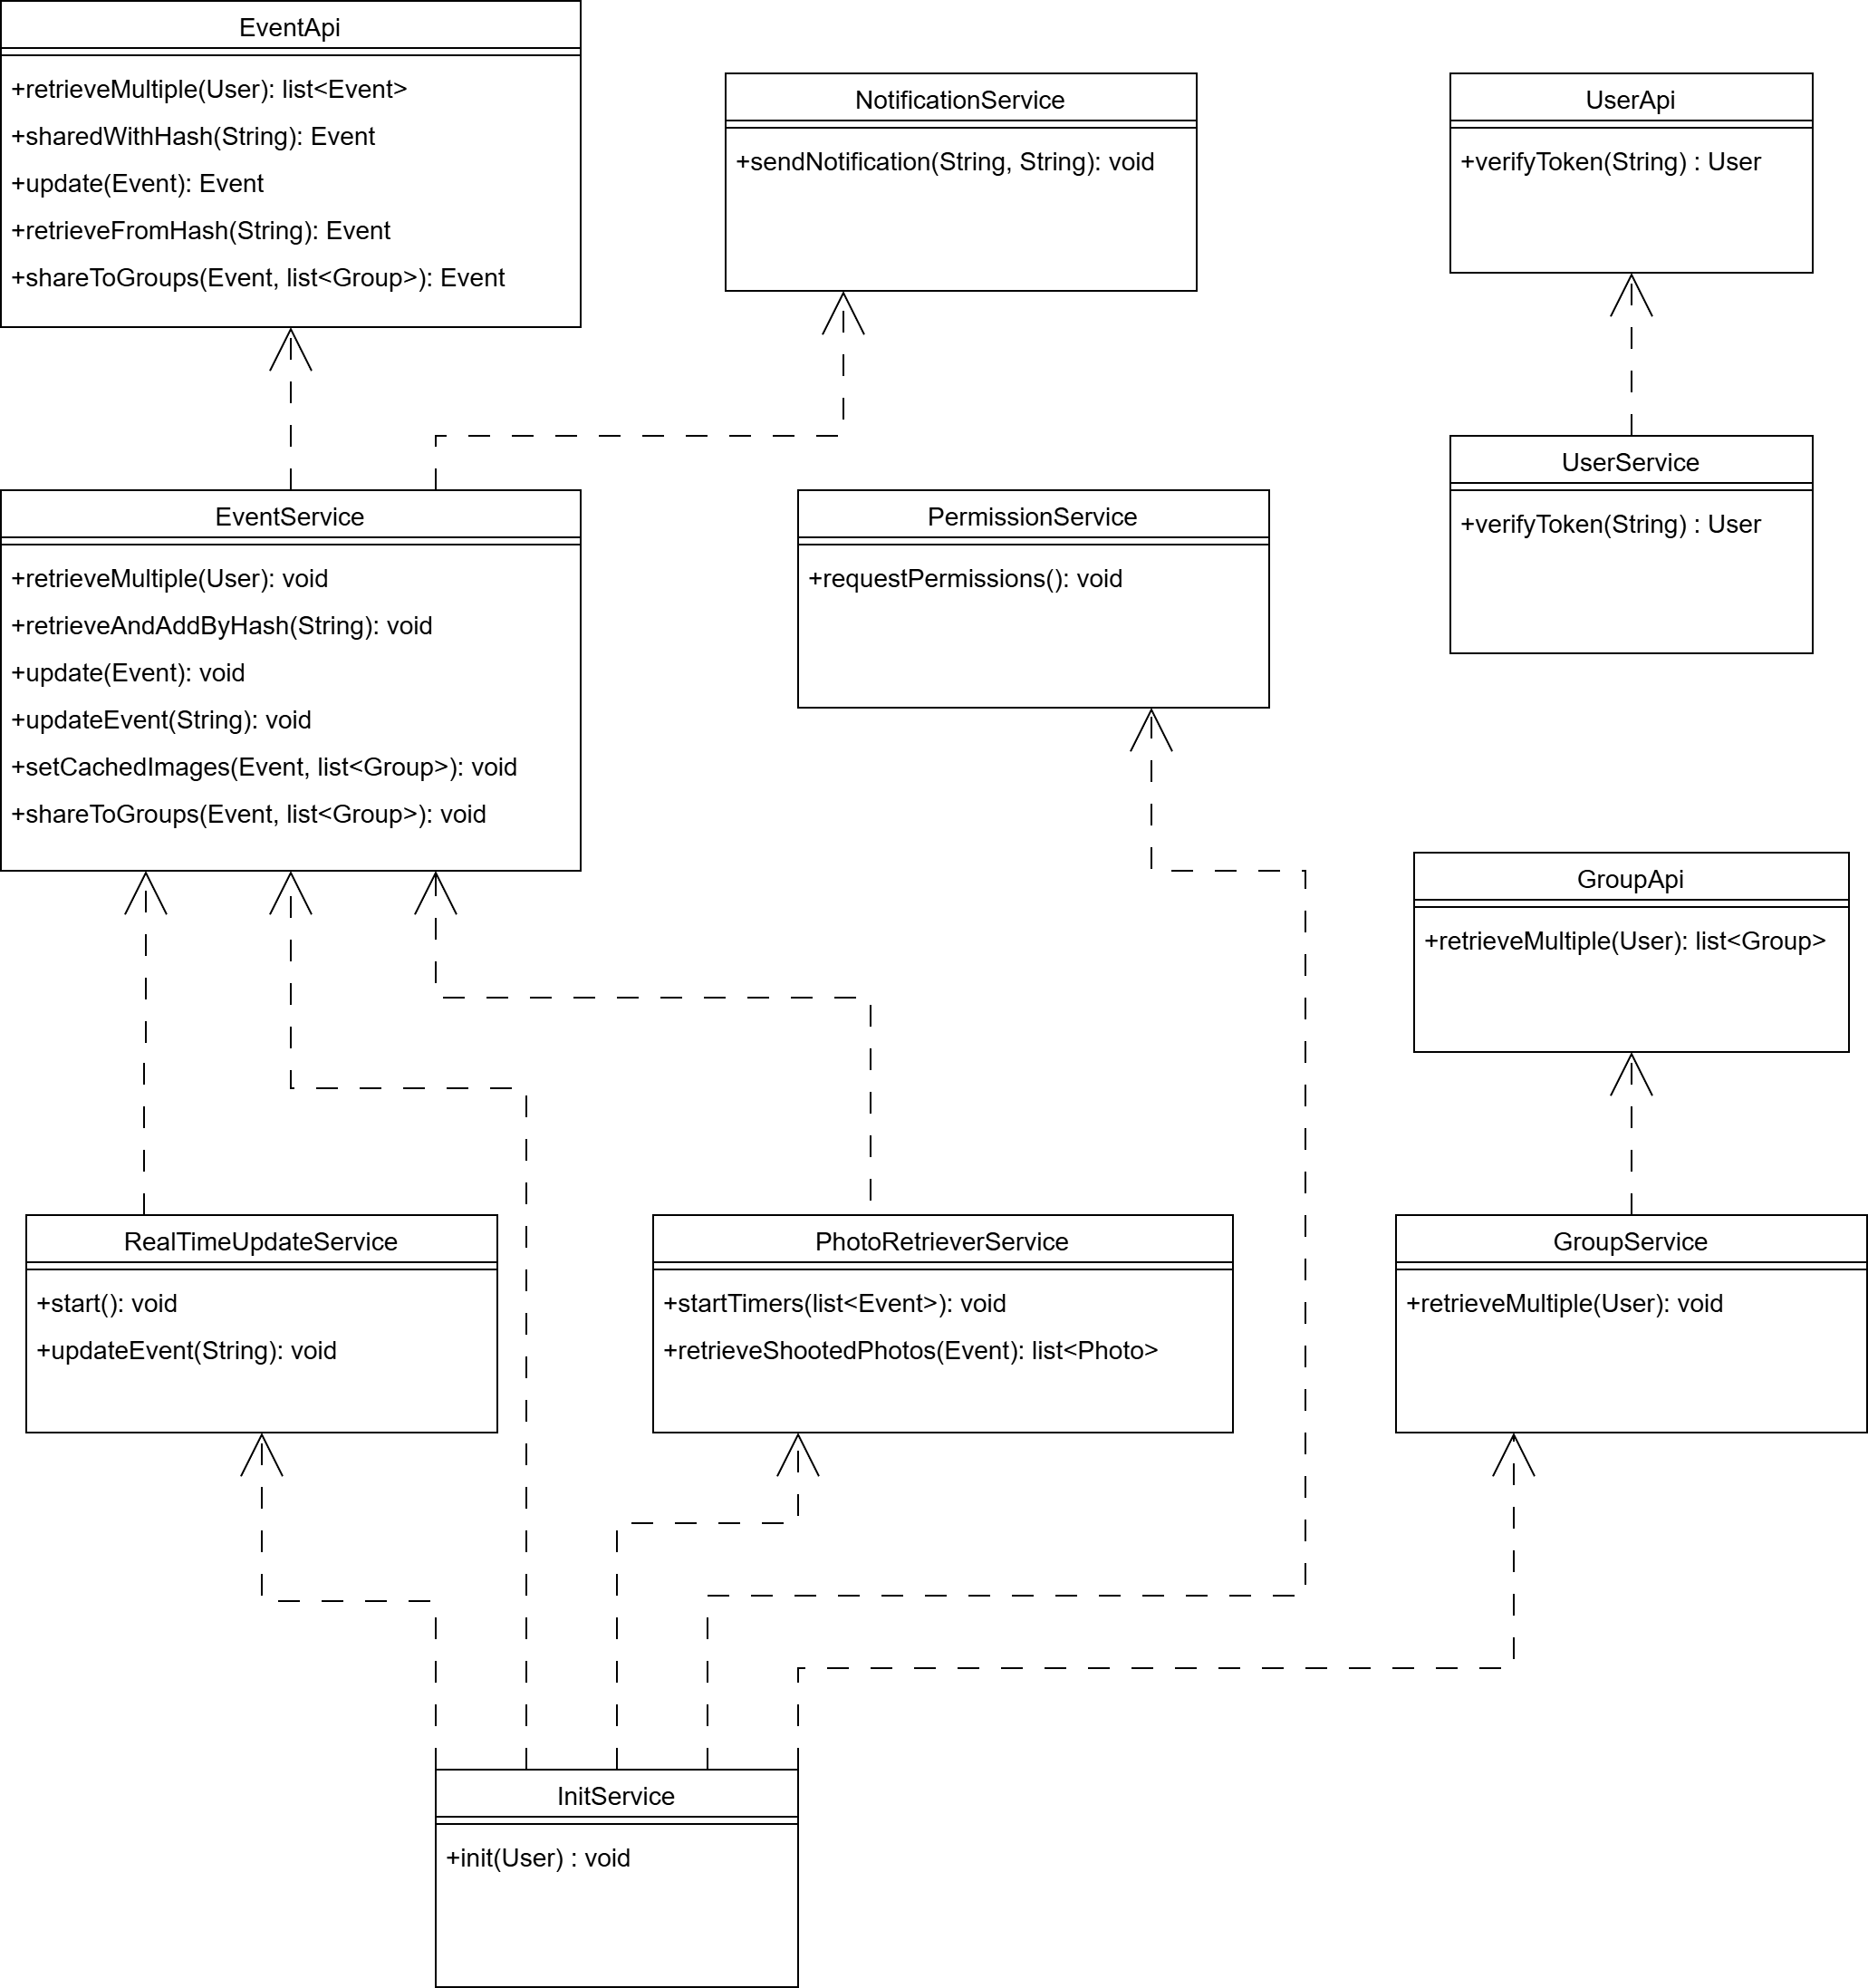 EventApi
+retrieveMultiple(User): list<Event>
+sharedWithHash(String): Event
+update(Event): Event
+retrieveFromHash(String): Event
+shareToGroups(Event, list<Group>): Event
NotificationService
+sendNotification(String, String): void
UserApi
+verifyToken(String) : User
EventService
+retrieveMultiple(User): void
+retrieveAndAddByHash(String): void
+update(Event): void
+updateEvent(String): void
+setCachedImages(Event, list<Group>): void
+shareToGroups(Event, list<Group>): void
PermissionService
+requestPermissions(): void
UserService
+verifyToken(String) : User
GroupApi
+retrieveMultiple(User): list<Group>
RealTimeUpdateService
+start(): void
+updateEvent(String): void
PhotoRetrieverService
+startTimers(list<Event>): void
+retrieveShootedPhotos(Event): list<Photo>
GroupService
+retrieveMultiple(User): void
InitService
+init(User) : void